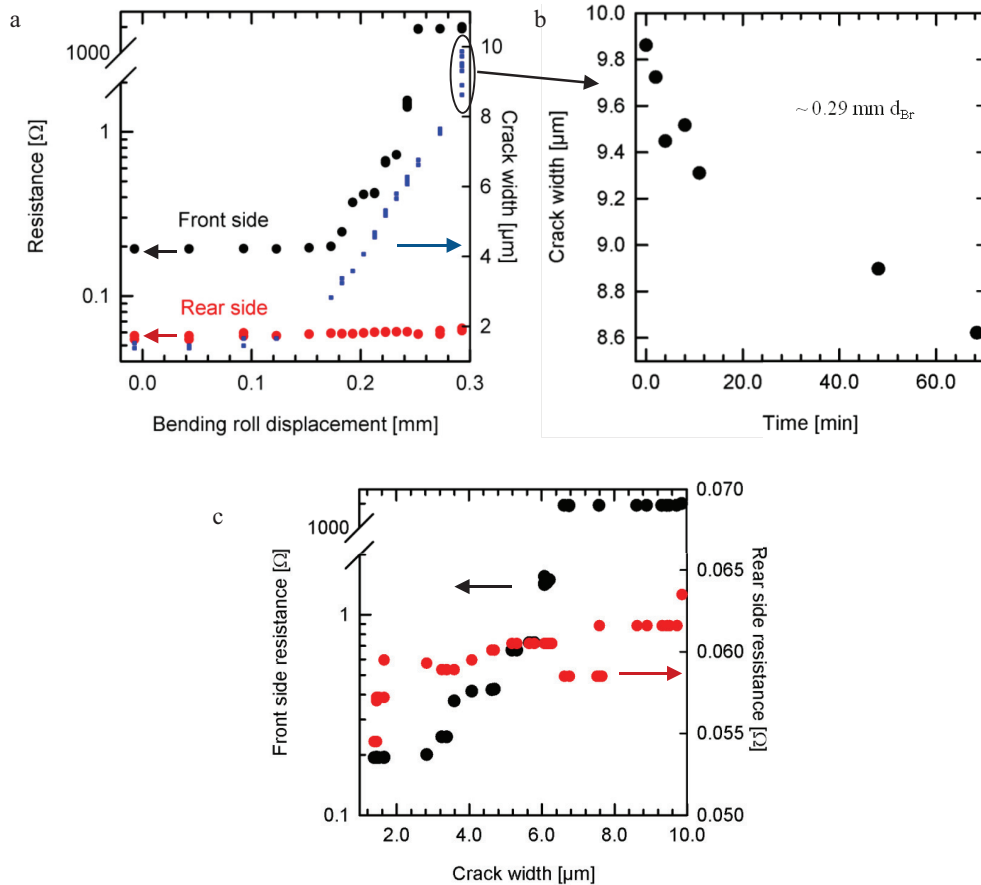 a
Resistance [Ω]
1000
1
0.1
Front side
Rear side
10
8
6
4
2
Crack width [µm]
0.0
0.1
0.2
0.3
Bending roll displacement [mm]
b
Crack width [µm]
10.0
9.8
9.6
9.4
9.2
9.0
8.8
8.6
~ 0.29 mm dBr
0.0
20.0
40.0
60.0
Time [min]
c
Front side resistance [Ω]
1000
1
0.1
0.070
0.065
0.060
0.055
0.050
Rear side resistance [Ω]
2.0
4.0
6.0
8.0
10.0
Crack width [µm]